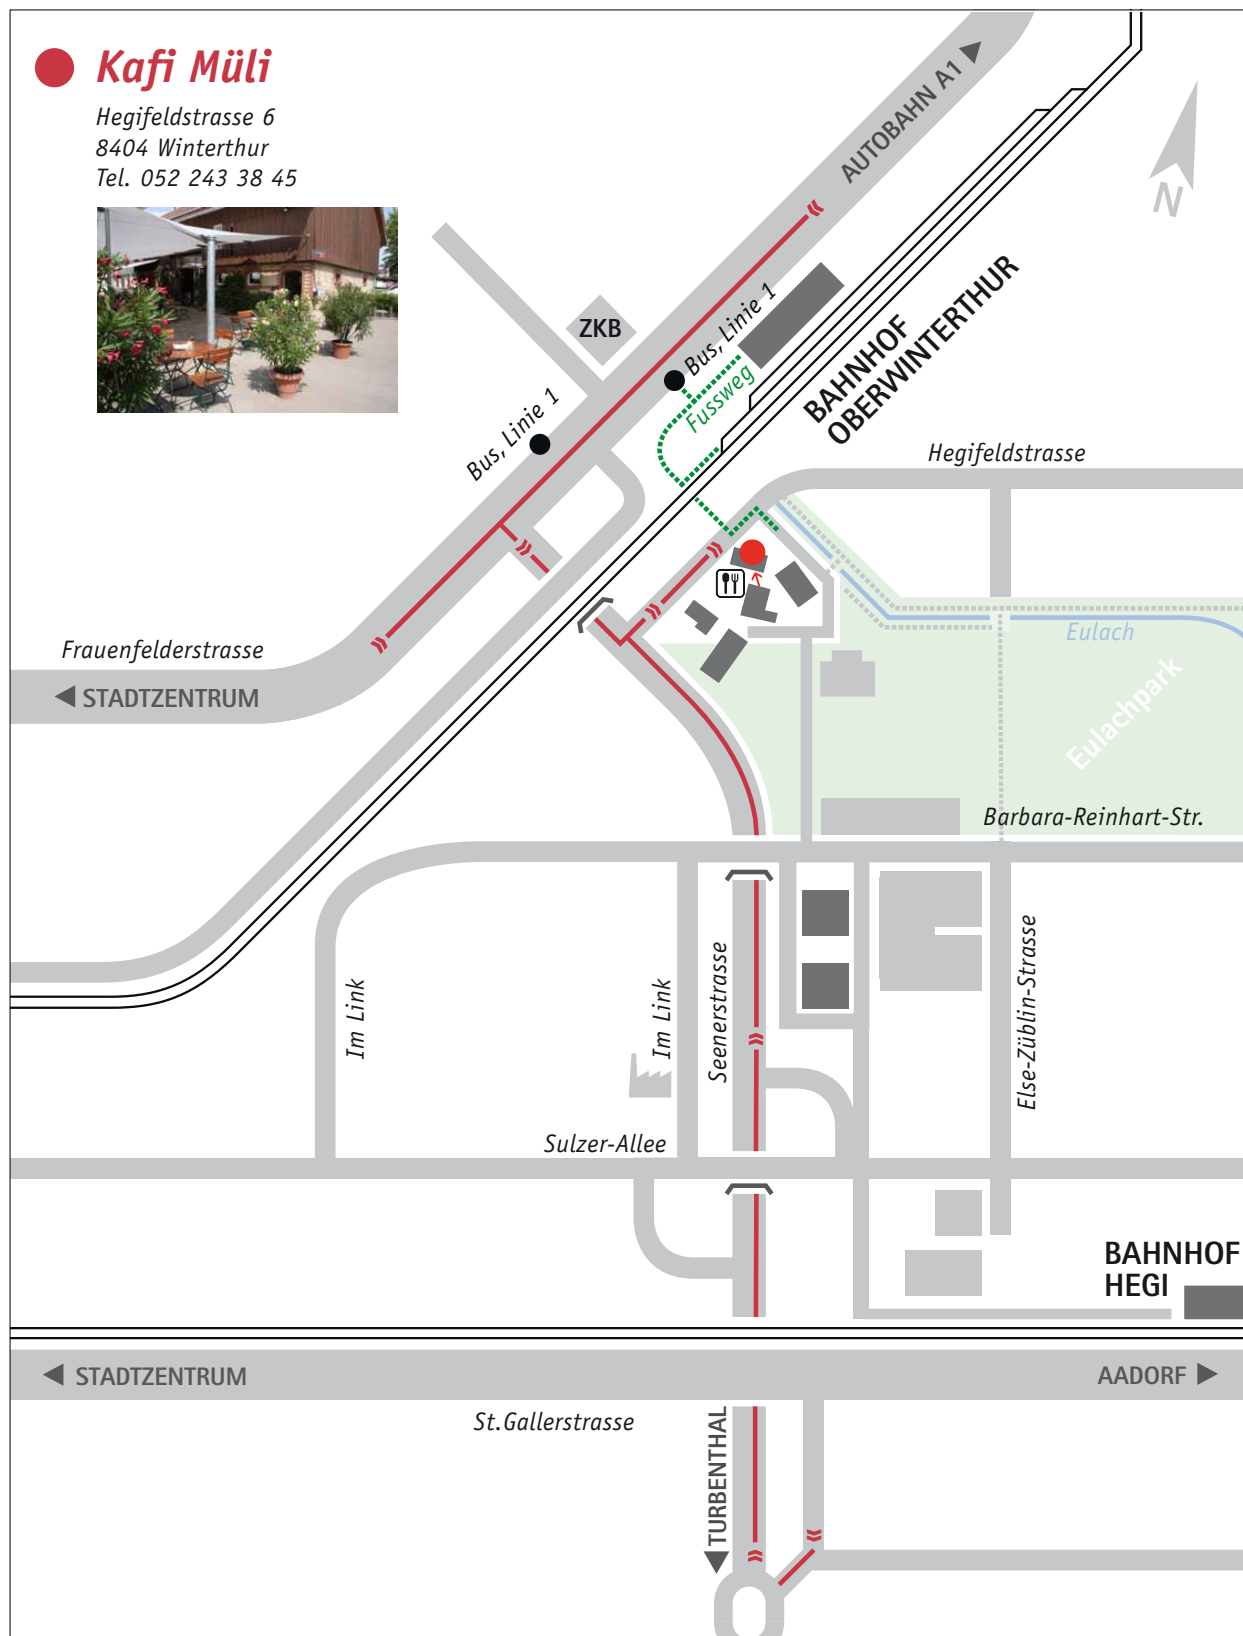 Kafi Müli
Hegifeldstrasse 6
8404 Winterthur
Tel. 052 243 38 45
AUTOBAHN A1
N
ZKB
Bus, Linie 1
Bus, Linie 1
Fussweg
BAHNHOF
OBERWINTERTHUR
Hegifeldstrasse
Frauenfelderstrasse
STADTZENTRUM
Eulach
Eulachpark
Barbara-Reinhart-Str.
Im Link
Im Link
Seenerstrasse
Else-Züblin-Strasse
Sulzer-Allee
BAHNHOF
HEGI
STADTZENTRUM
AADORF
St.Gallerstrasse
TURBENTHAL